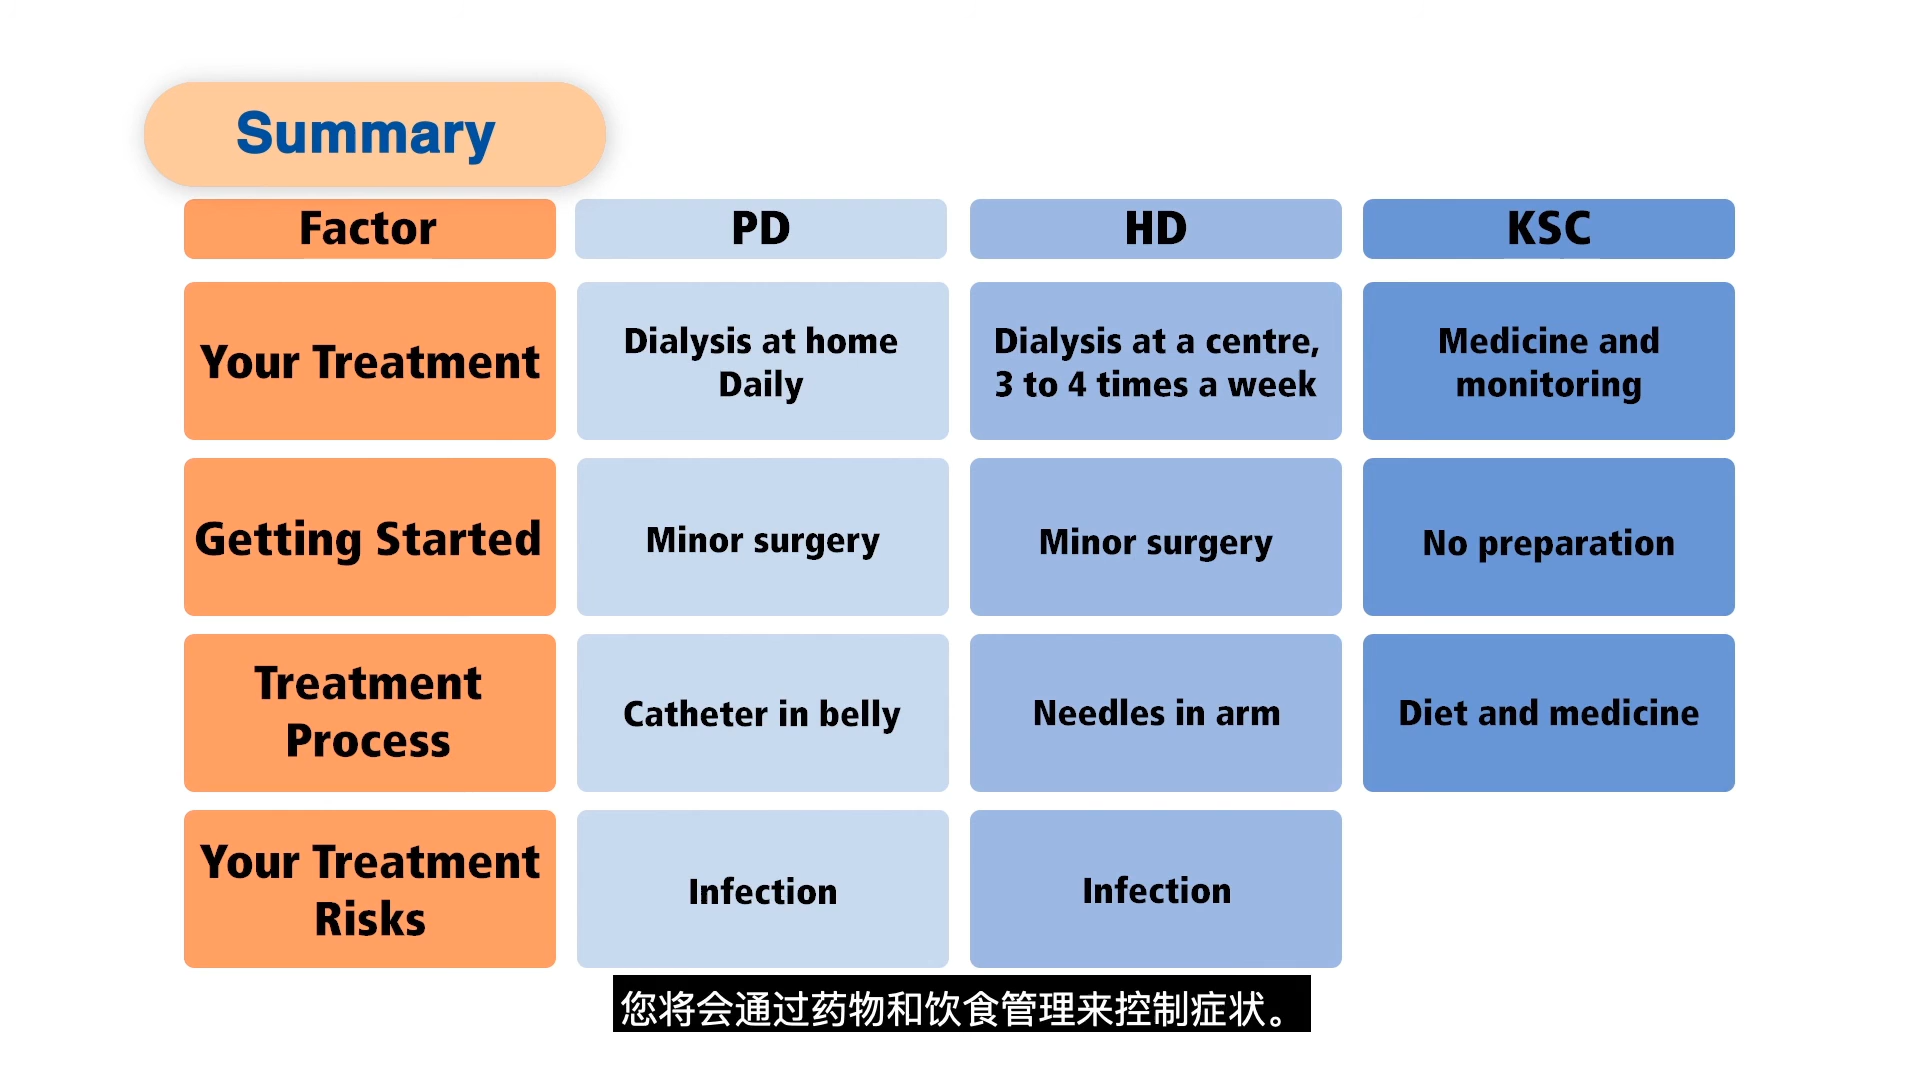 Summary
Factor
PD
HD
KSC
Your Treatment
Dialysis at home
Daily
Dialysis at a centre,
3 to 4 times a week
Medicine and
monitoring
Getting Started
Minor surgery
Minor surgery
No preparation
Treatment
Process
Catheter in belly
Needles in arm
Diet and medicine
Your Treatment
Risks
Infection
Infection
您将会通过药物和饮食管理来控制症状。